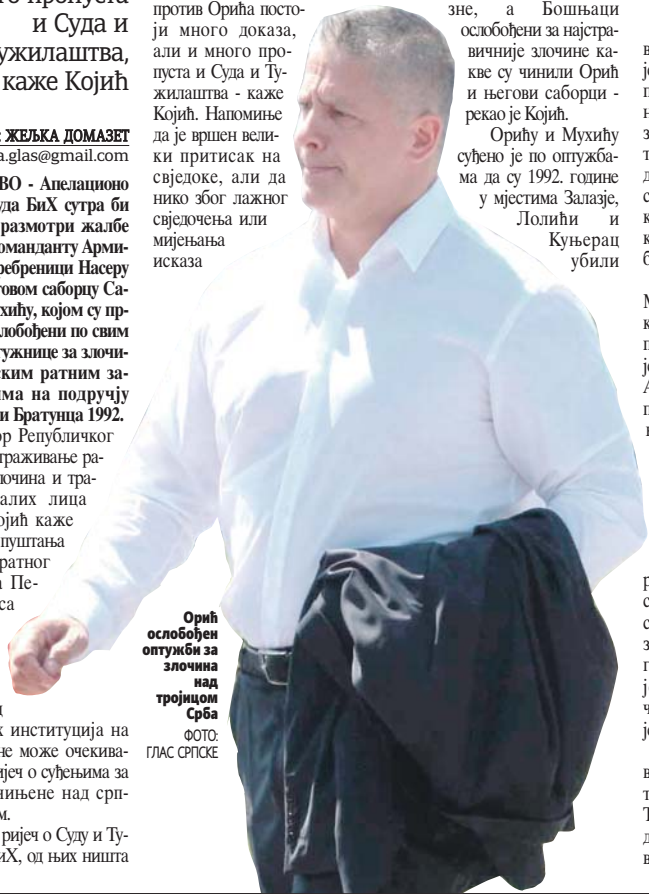 пропуста
и Суда и
ужилаштва,
каже Којић
ЖЕЉКА ДОМАЗЕТ
a.glas@gmail.com
ВО - Апелационо
уда БиХ сутра би
размотри жалбе
оманданту Арми-
ребреници Насеру
говом саборцу Са-
хићу, којом су пр-
лобођени по свим
тужнице за злочи-
ским ратним за-
има на подручју
и Братунца 1992.
ор Републичког
траживање ра-
лочина и тра-
алих лица
ојић каже
пуштања
ратног
а Пе-
са
х институција на
не може очекива-
ијеч о суђењима за
чињене над срп-
м.
ријеч о Суду и Ту-
иХ, од њих ништа
против Орића посто-
ји много доказа,
али и много про-
пуста и Суда и Ту-
жилаштва - каже
Којић. Напомиње
да је вршен вели-
ки притисак на
свједоке, али да
нико због лажног
свједочења или
мијењања
исказа
Орић
ослобођен
оптужби за
злочина
над
тројицом
Срба
ФОТО:
ГЛАС СРПСКЕ
зне, а Бошњаци
ослобођени за најстра-
вичније злочине ка-
кве су чинили Орић
и његови саборци -
рекао је Којић.
Орићу и Мухићу
суђено је по оптужба-
ма да су 1992. године
у мјестима Залазје,
Лолићи и
Куњерац
убили